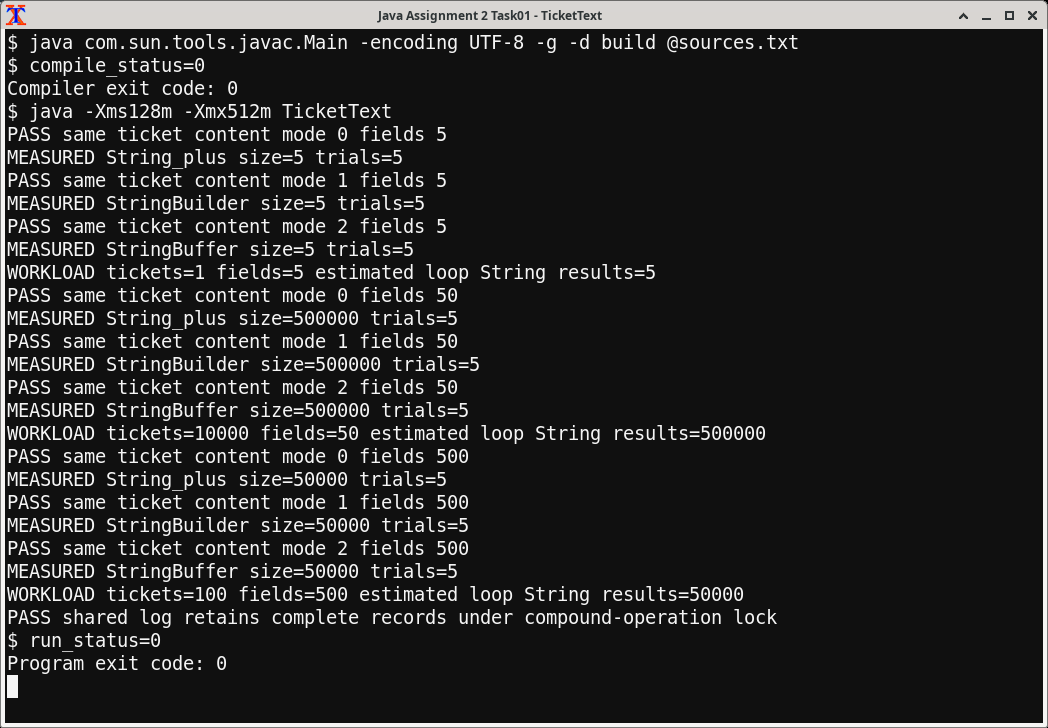 Java Assignment 2 Task01 - TicketText
$ java com.sun.tools.javac.Main -encoding UTF-8 -g -d build @sources.txt
$ compile_status=0
Compiler exit code: 0
$ java -Xms128m -Xmx512m TicketText
PASS same ticket content mode 0 fields 5
MEASURED String_plus size=5 trials=5
PASS same ticket content mode 1 fields 5
MEASURED StringBuilder size=5 trials=5
PASS same ticket content mode 2 fields 5
MEASURED StringBuffer size=5 trials=5
WORKLOAD tickets=1 fields=5 estimated loop String results=5
PASS same ticket content mode 0 fields 50
MEASURED String_plus size=500000 trials=5
PASS same ticket content mode 1 fields 50
MEASURED StringBuilder size=500000 trials=5
PASS same ticket content mode 2 fields 50
MEASURED StringBuffer size=500000 trials=5
WORKLOAD tickets=10000 fields=50 estimated loop String results=500000
PASS same ticket content mode 0 fields 500
MEASURED String_plus size=50000 trials=5
PASS same ticket content mode 1 fields 500
MEASURED StringBuilder size=50000 trials=5
PASS same ticket content mode 2 fields 500
MEASURED StringBuffer size=50000 trials=5
WORKLOAD tickets=100 fields=500 estimated loop String results=50000
PASS shared log retains complete records under compound-operation lock
$ run_status=0
Program exit code: 0